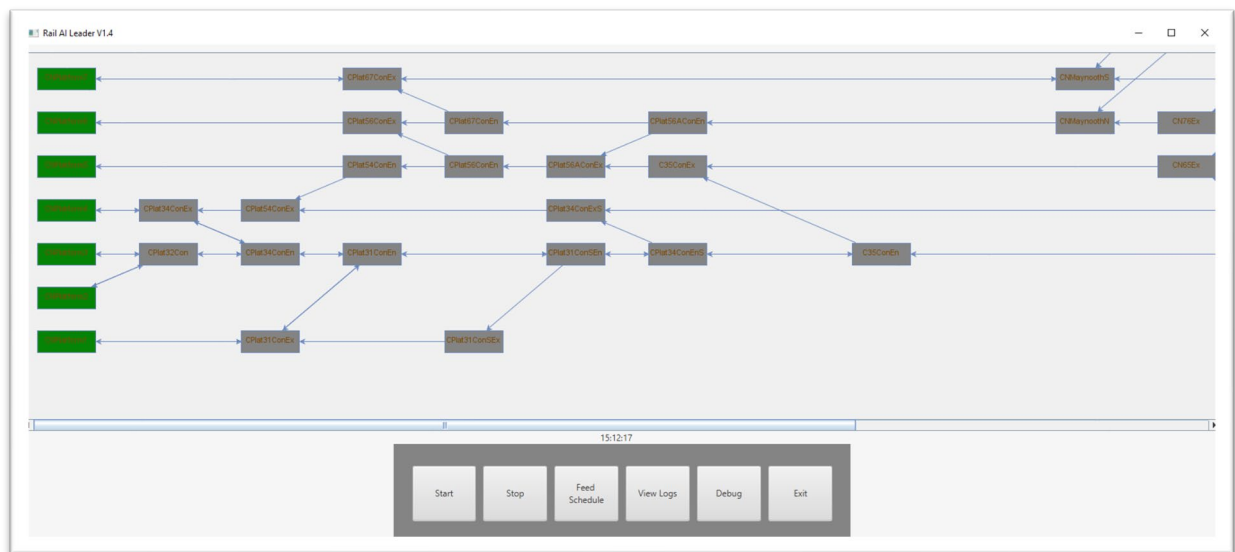 Rail AI Leader V1.4
CPlat67ConEx
CNMaynoothS
CPlat56ConEx
CPlat67ConEn
CPlat56AConEn
CNMaynoothN
CN76Ex
CPlat54ConEn
CPlat56ConEn
CPlat56AConEx
C35ConEx
CN65Ex
CPlat34ConEx
CPlat54ConEx
CPlat34ConExS
CPlat32Con
CPlat34ConEn
CPlat31ConEn
CPlat31ConSEn
CPlat34ConEnS
C35ConEn
CPlat31ConEx
CPlat31ConSEx
15:12:17
Start
Stop
Feed
Schedule
View Logs
Debug
Exit